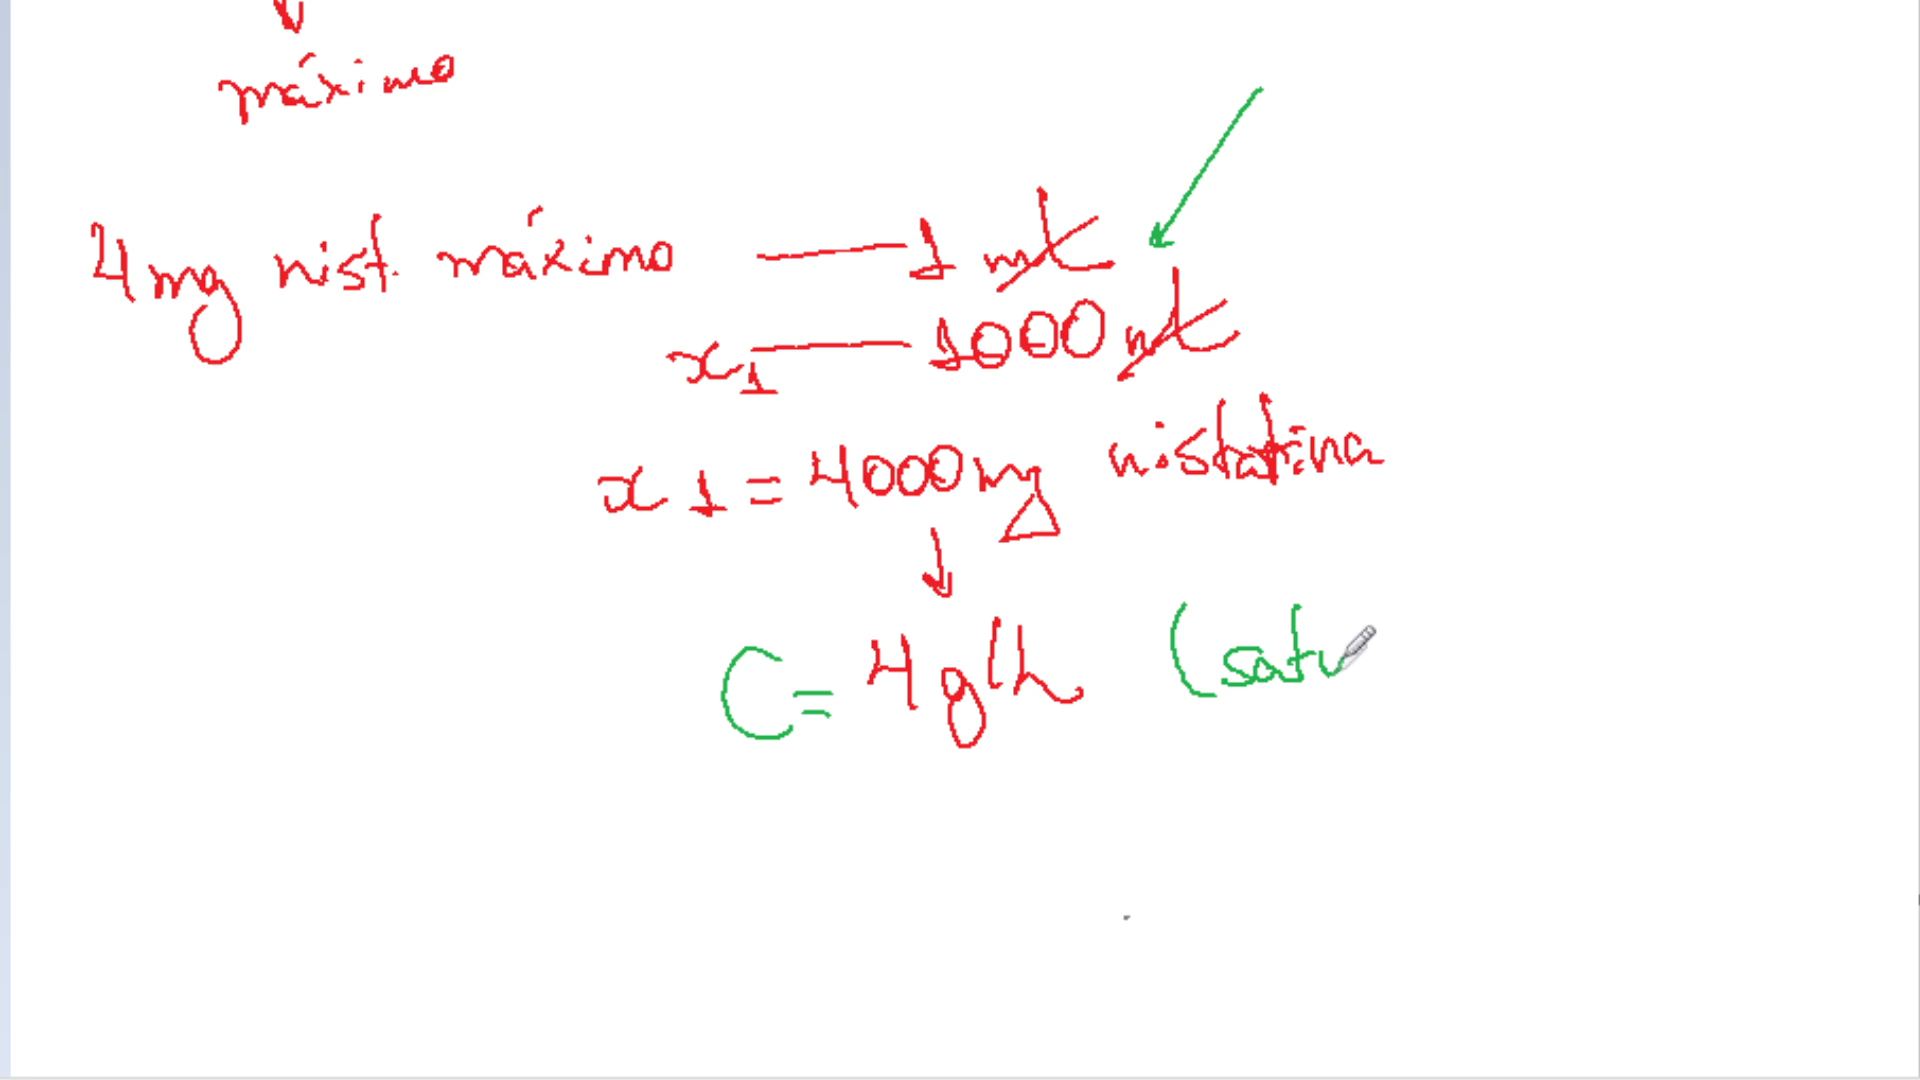 máximo
4mg nist. máximo — 1 mL
x1 — 1000 mL
x1 = 4000mg nistatina
C = 4g/L (satu